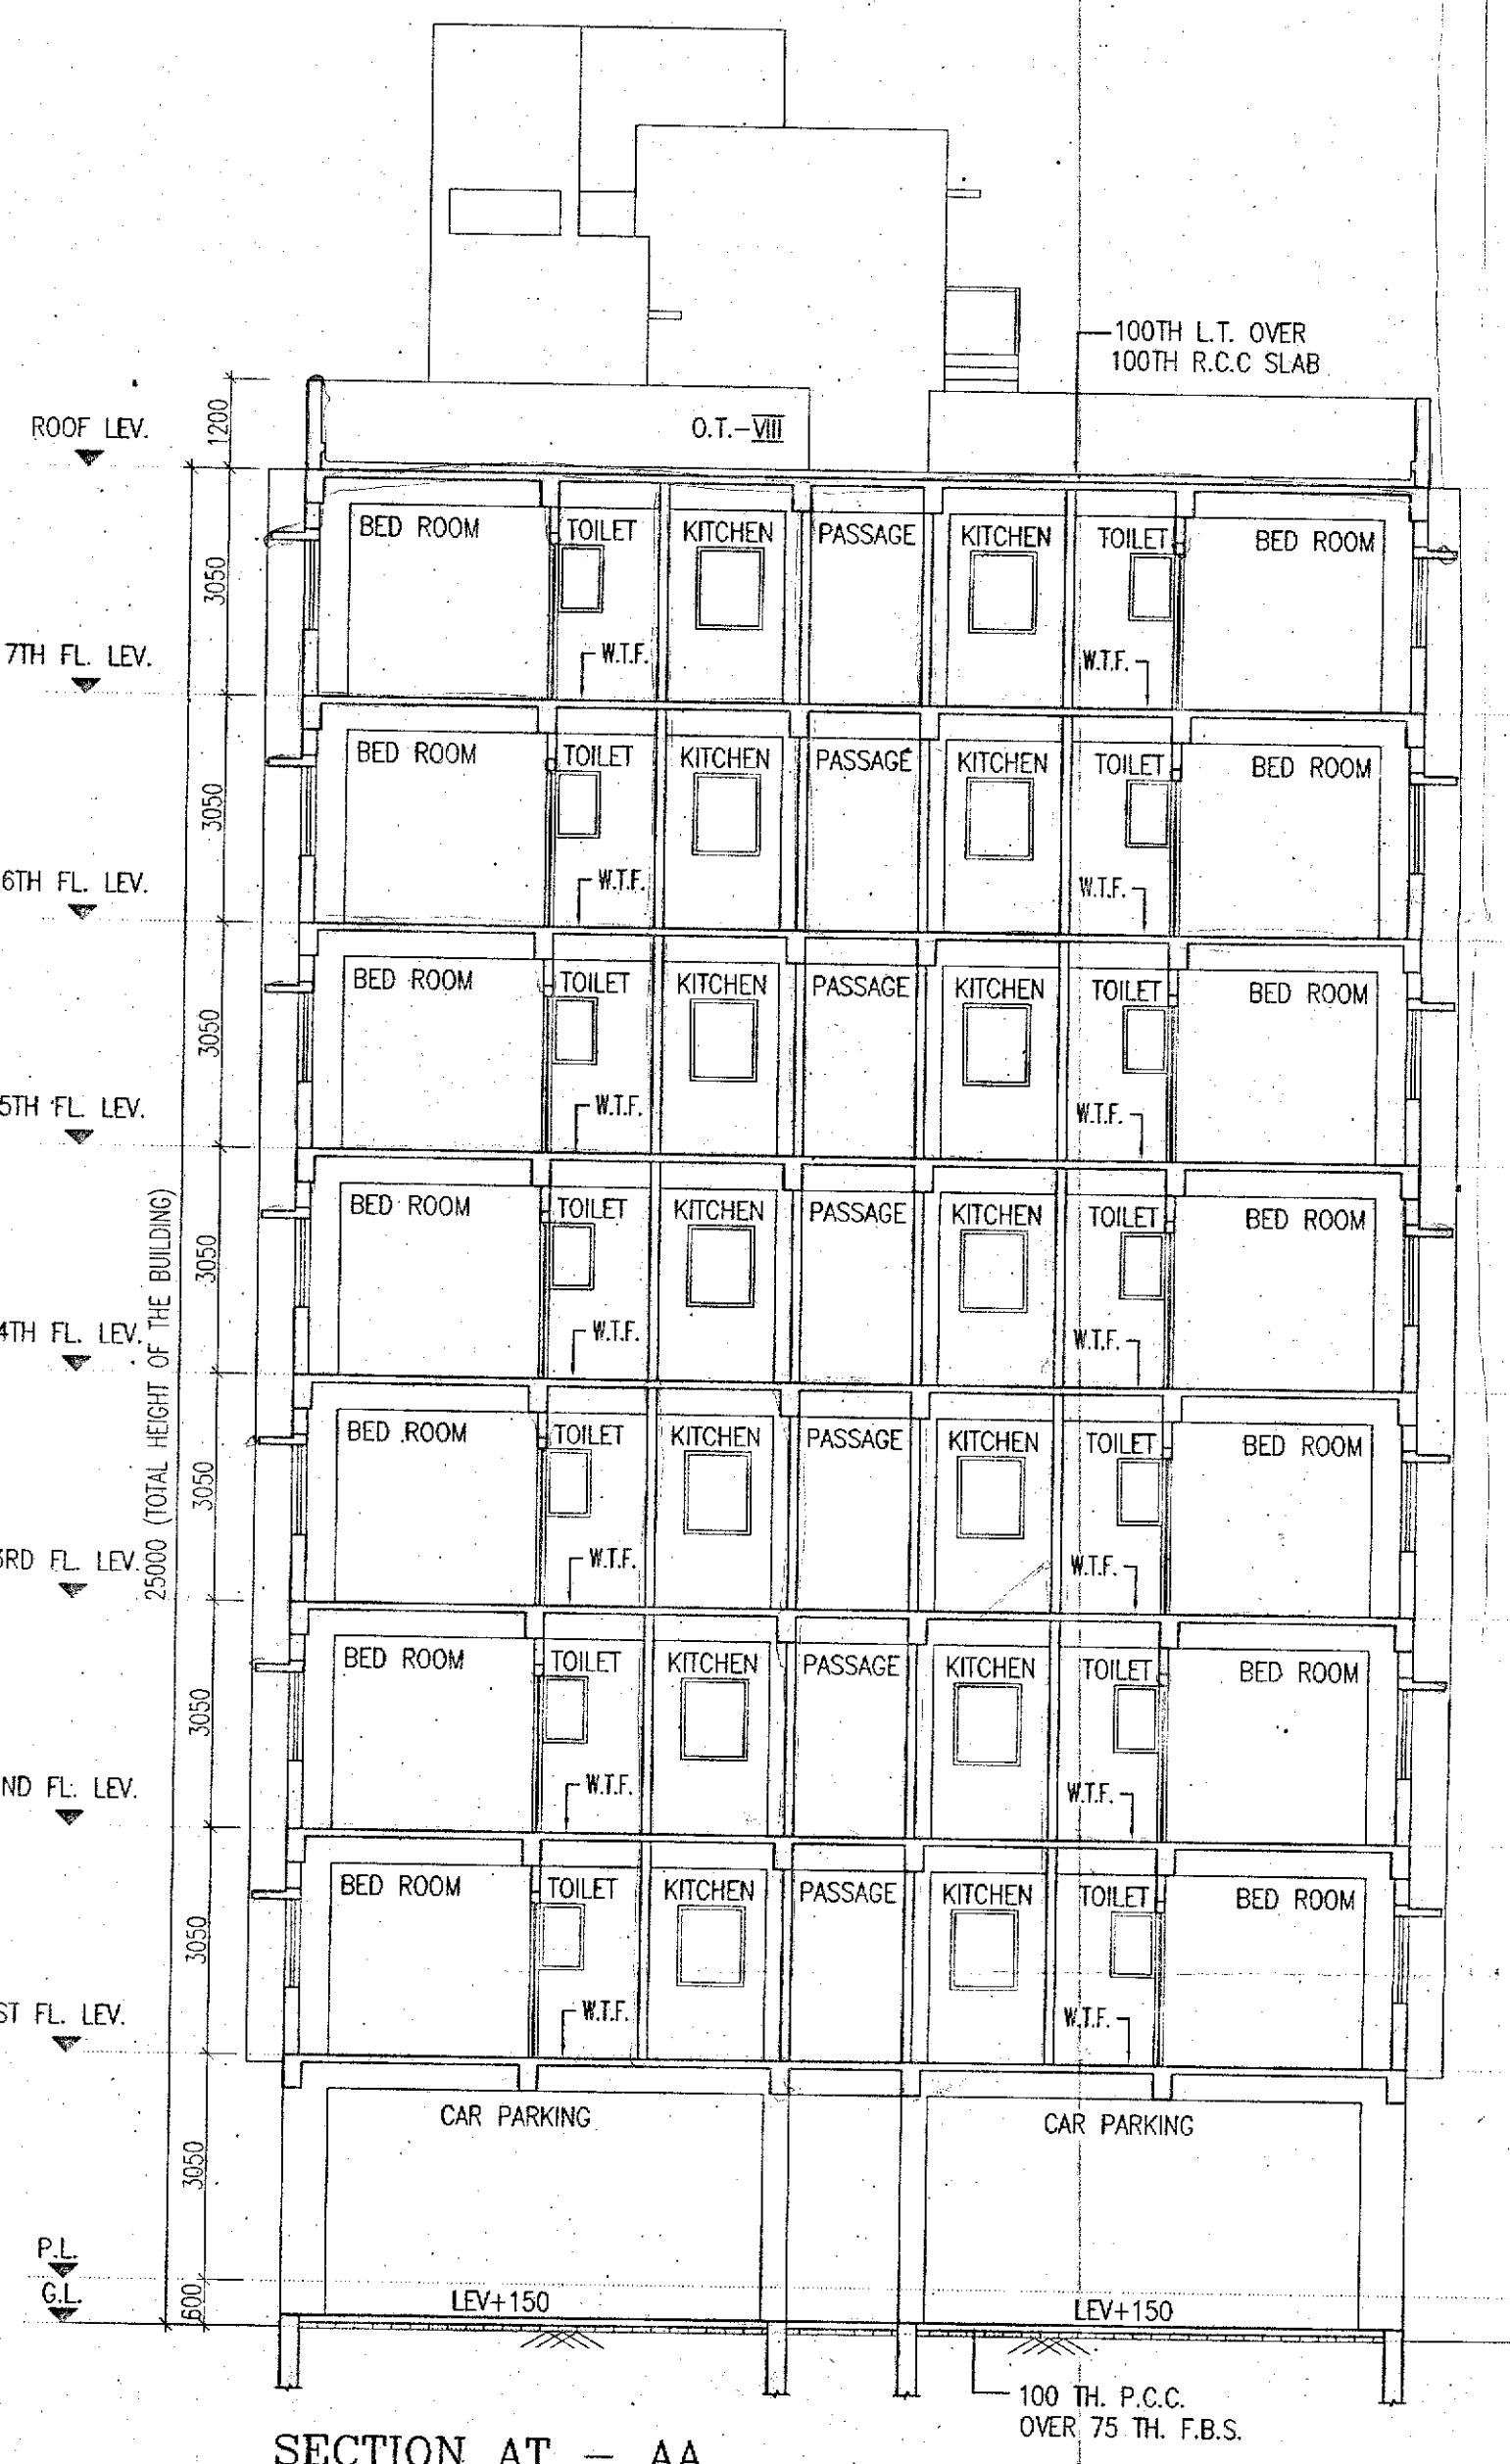 100TH L.T. OVER
100TH R.C.C SLAB
ROOF LEV.
1200
O.T.-VIII
BED ROOM TOILET KITCHEN PASSAGE KITCHEN TOILET BED ROOM
3050
W.T.F. W.T.F.
7TH FL. LEV.
BED ROOM TOILET KITCHEN PASSAGE KITCHEN TOILET BED ROOM
3050
W.T.F. W.T.F.
6TH FL. LEV.
BED ROOM TOILET KITCHEN PASSAGE KITCHEN TOILET BED ROOM
3050
W.T.F. W.T.F.
5TH FL. LEV.
BED ROOM TOILET KITCHEN PASSAGE KITCHEN TOILET BED ROOM
3050
W.T.F. W.T.F.
4TH FL. LEV.
25000 (TOTAL HEIGHT OF THE BUILDING)
BED ROOM TOILET KITCHEN PASSAGE KITCHEN TOILET BED ROOM
3050
W.T.F. W.T.F.
3RD FL. LEV.
BED ROOM TOILET KITCHEN PASSAGE KITCHEN TOILET BED ROOM
3050
W.T.F. W.T.F.
ND FL. LEV.
BED ROOM TOILET KITCHEN PASSAGE KITCHEN TOILET BED ROOM
3050
W.T.F. W.T.F.
ST FL. LEV.
CAR PARKING CAR PARKING
3050
P.L.
G.L.
600
LEV+150 LEV+150
100 TH. P.C.C.
OVER 75 TH. F.B.S.
SECTION AT - AA